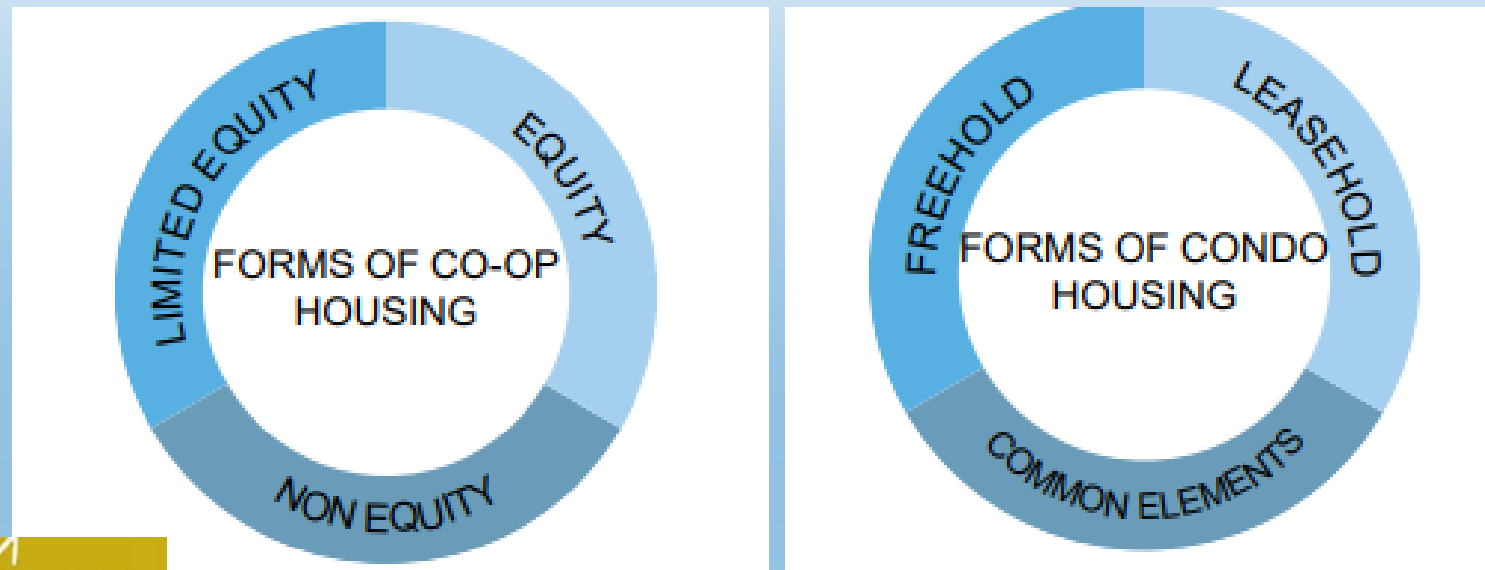 LIMITED EQUITY
EQUITY
FORMS OF CO-OP
HOUSING
NON EQUITY
FREEHOLD
LEASEHOLD
FORMS OF CONDO
HOUSING
COMMON ELEMENTS